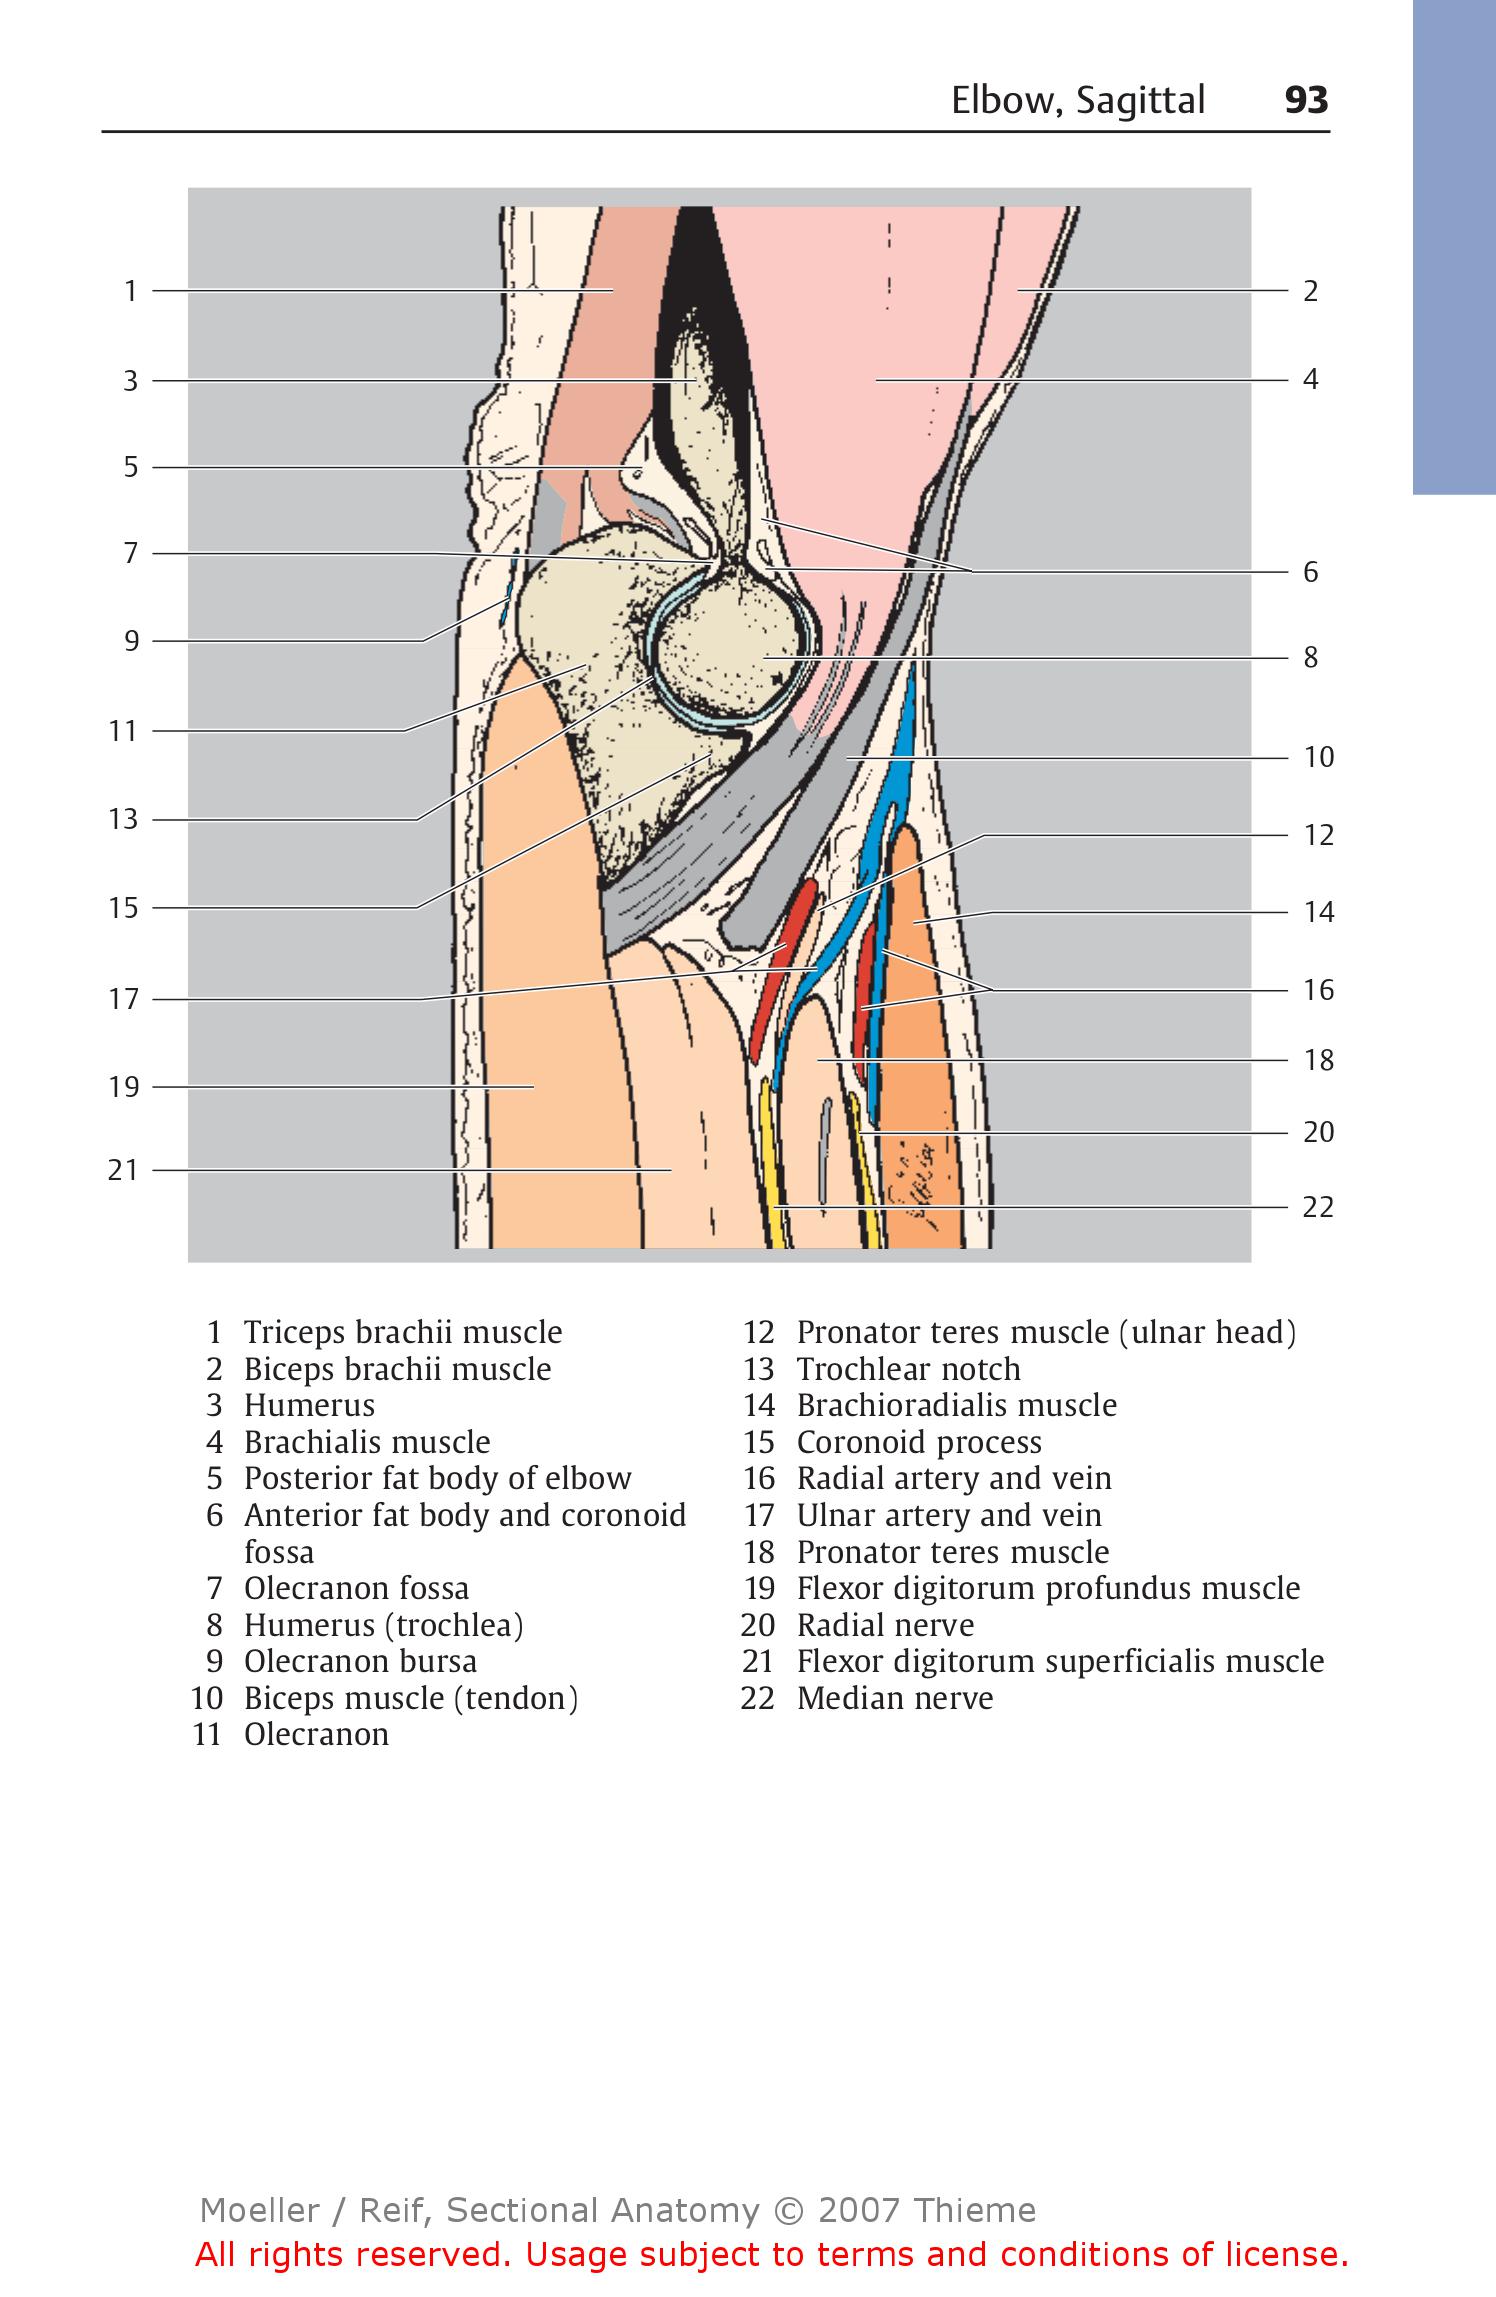 Elbow, Sagittal 93
1
2
3
4
5
7
6
9
8
11
10
13
12
15
14
17
16
18
19
20
21
22
1 Triceps brachii muscle
2 Biceps brachii muscle
3 Humerus
4 Brachialis muscle
5 Posterior fat body of elbow
6 Anterior fat body and coronoid
fossa
7 Olecranon fossa
8 Humerus (trochlea)
9 Olecranon bursa
10 Biceps muscle (tendon)
11 Olecranon
12 Pronator teres muscle (ulnar head)
13 Trochlear notch
14 Brachioradialis muscle
15 Coronoid process
16 Radial artery and vein
17 Ulnar artery and vein
18 Pronator teres muscle
19 Flexor digitorum profundus muscle
20 Radial nerve
21 Flexor digitorum superficialis muscle
22 Median nerve
Moeller / Reif, Sectional Anatomy © 2007 Thieme
All rights reserved. Usage subject to terms and conditions of license.